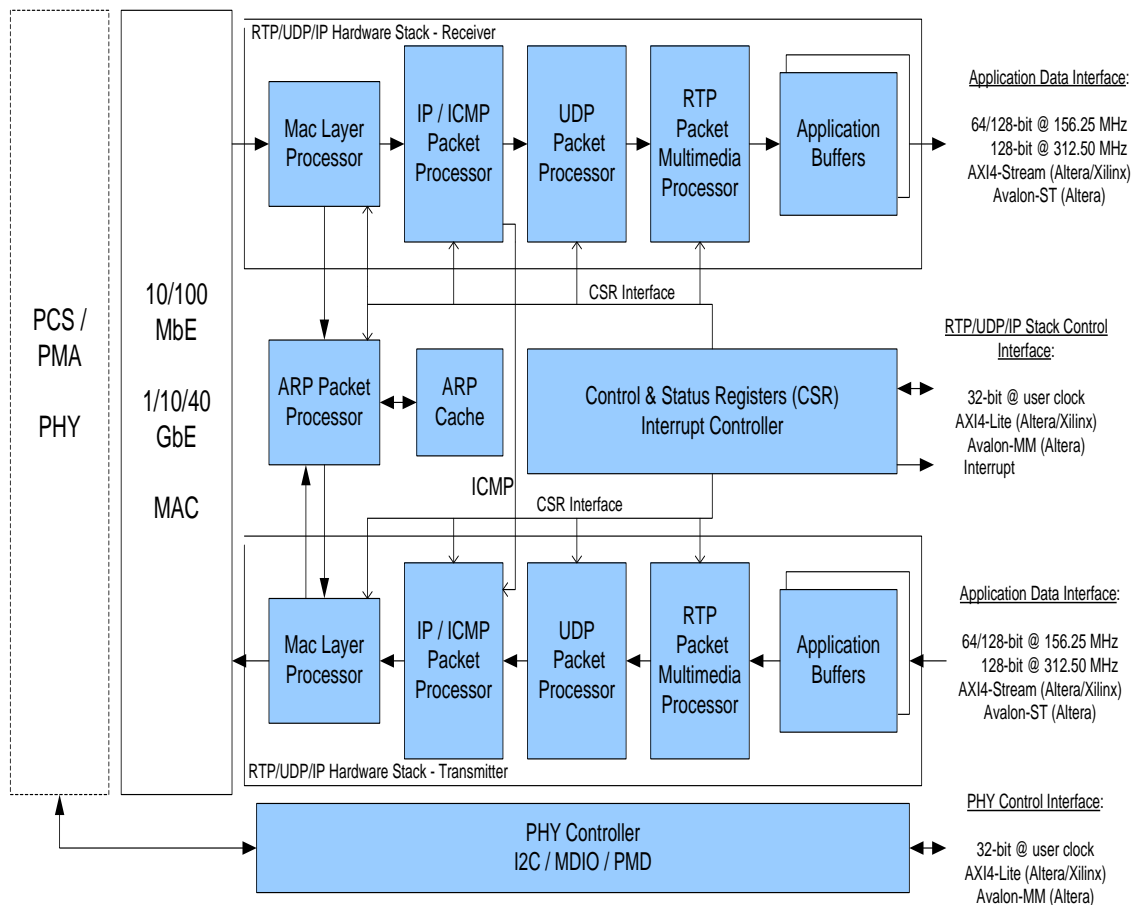 RTP/UDP/IP Hardware Stack - Receiver
Mac Layer
Processor
IP / ICMP
Packet
Processor
UDP
Packet
Processor
RTP
Packet
Multimedia
Processor
Application
Buffers
Application Data Interface:
64/128-bit @ 156.25 MHz
128-bit @ 312.50 MHz
AXI4-Stream (Altera/Xilinx)
Avalon-ST (Altera)
CSR Interface
PCS /
PMA
PHY
10/100
MbE
1/10/40
GbE
MAC
ARP Packet
Processor
ARP
Cache
Control & Status Registers (CSR)
Interrupt Controller
RTP/UDP/IP Stack Control
Interface:
32-bit @ user clock
AXI4-Lite (Altera/Xilinx)
Avalon-MM (Altera)
Interrupt
ICMP
CSR Interface
Mac Layer
Processor
IP / ICMP
Packet
Processor
UDP
Packet
Processor
RTP
Packet
Multimedia
Processor
Application
Buffers
Application Data Interface:
64/128-bit @ 156.25 MHz
128-bit @ 312.50 MHz
AXI4-Stream (Altera/Xilinx)
Avalon-ST (Altera)
RTP/UDP/IP Hardware Stack - Transmitter
PHY Controller
I2C / MDIO / PMD
PHY Control Interface:
32-bit @ user clock
AXI4-Lite (Altera/Xilinx)
Avalon-MM (Altera)